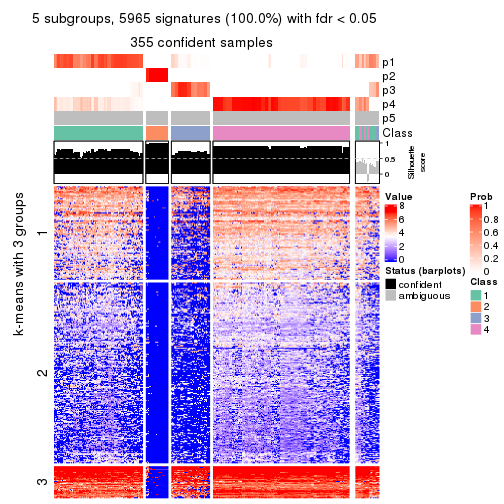 5 subgroups, 5965 signatures (100.0%) with fdr < 0.05
355 confident samples
p1
p2
p3
p4
p5
Class
1
0.5
0
Silhouette
score
k-means with 3 groups
1
2
3
Value
8
6
4
2
0
Prob
1
0.8
0.6
0.4
0.2
0
Status (barplots)
confident
ambiguous
Class
1
2
3
4